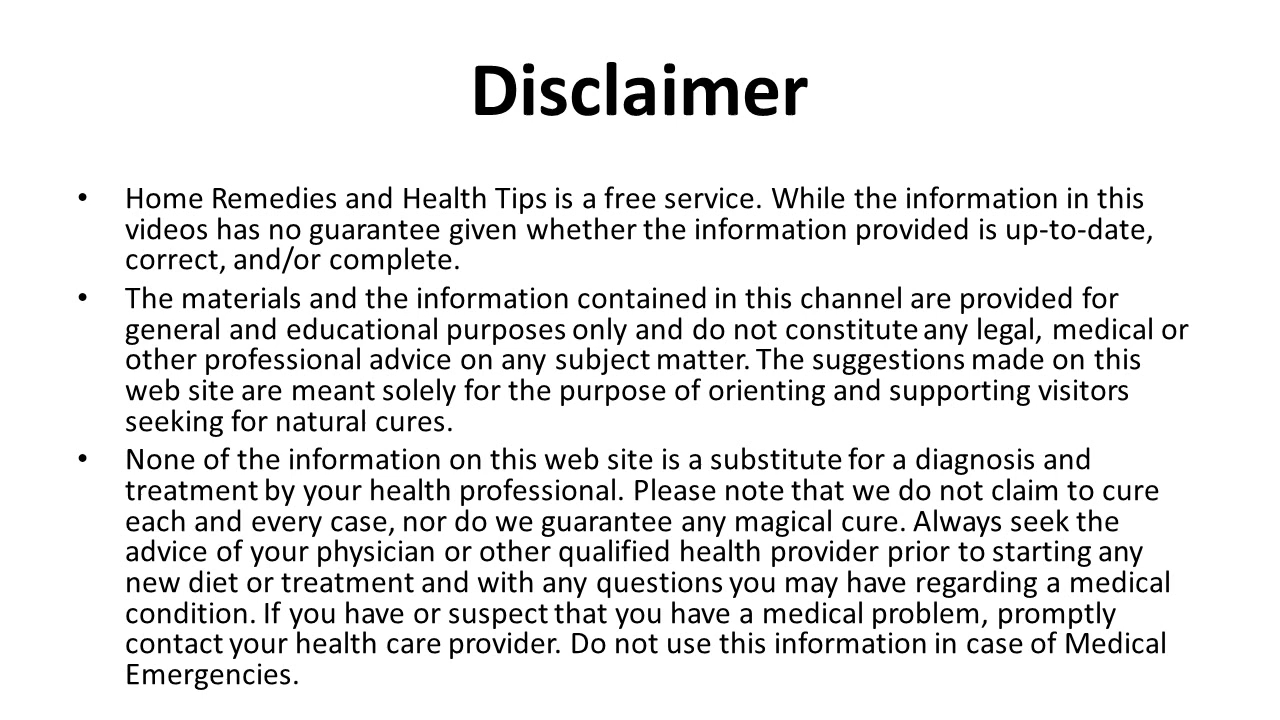 Disclaimer
• Home Remedies and Health Tips is a free service. While the information in this
videos has no guarantee given whether the information provided is up-to-date,
correct, and/or complete.
• The materials and the information contained in this channel are provided for
general and educational purposes only and do not constitute any legal, medical or
other professional advice on any subject matter. The suggestions made on this
web site are meant solely for the purpose of orienting and supporting visitors
seeking for natural cures.
• None of the information on this web site is a substitute for a diagnosis and
treatment by your health professional. Please note that we do not claim to cure
each and every case, nor do we guarantee any magical cure. Always seek the
advice of your physician or other qualified health provider prior to starting any
new diet or treatment and with any questions you may have regarding a medical
condition. If you have or suspect that you have a medical problem, promptly
contact your health care provider. Do not use this information in case of Medical
Emergencies.